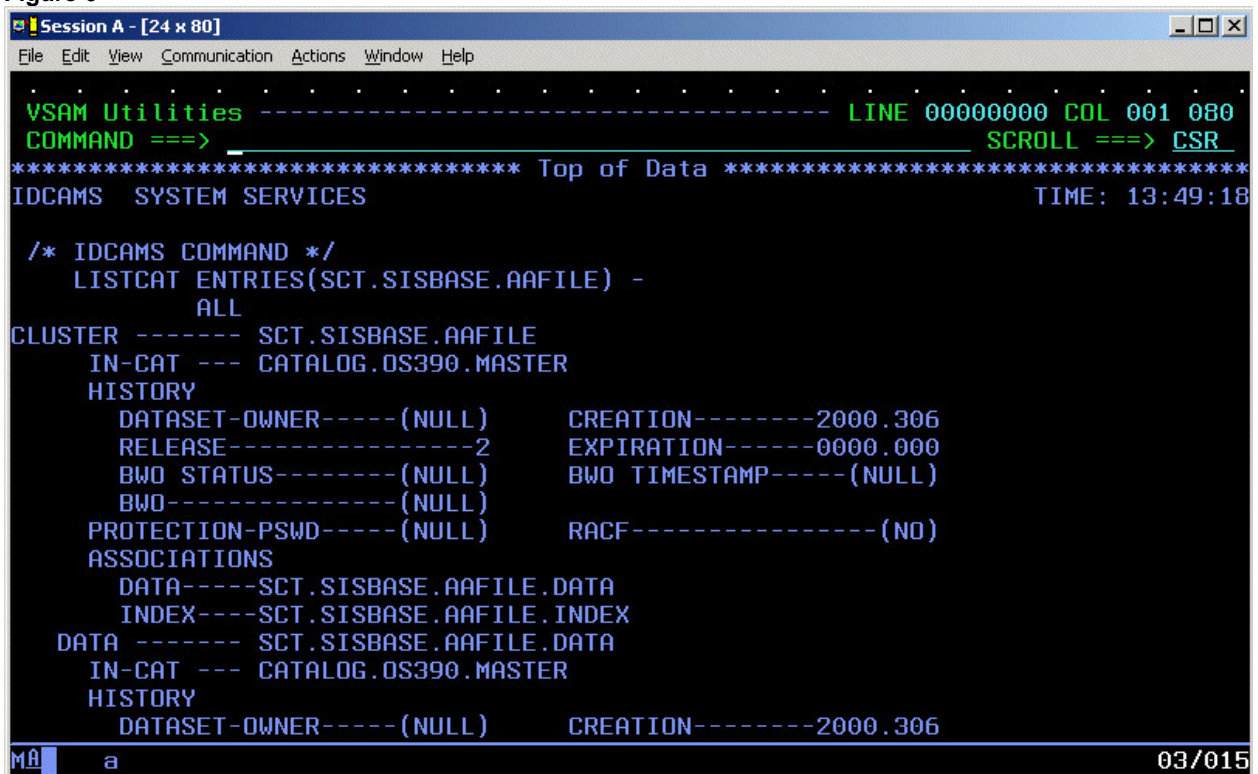 Session A - [24 x 80]
File Edit View Communication Actions Window Help
. . . . . . . . . . . . . . . . . . . . . . . . . . .
VSAM Utilities ------------------------------------- LINE 00000000 COL 001 080
COMMAND ===> _ SCROLL ===> CSR
********************************* Top of Data **********************************
IDCAMS  SYSTEM SERVICES                                           TIME: 13:49:18
/* IDCAMS COMMAND */
LISTCAT ENTRIES(SCT.SISBASE.AAFILE) -
ALL
CLUSTER ------- SCT.SISBASE.AAFILE
IN-CAT --- CATALOG.OS390.MASTER
HISTORY
DATASET-OWNER-----(NULL)     CREATION--------2000.306
RELEASE----------------2     EXPIRATION------0000.000
BWO STATUS--------(NULL)     BWO TIMESTAMP-----(NULL)
BWO---------------(NULL)
PROTECTION-PSWD-----(NULL)     RACF----------------(NO)
ASSOCIATIONS
DATA-----SCT.SISBASE.AAFILE.DATA
INDEX----SCT.SISBASE.AAFILE.INDEX
DATA ------- SCT.SISBASE.AAFILE.DATA
IN-CAT --- CATALOG.OS390.MASTER
HISTORY
DATASET-OWNER-----(NULL)     CREATION--------2000.306
MA a 03/015